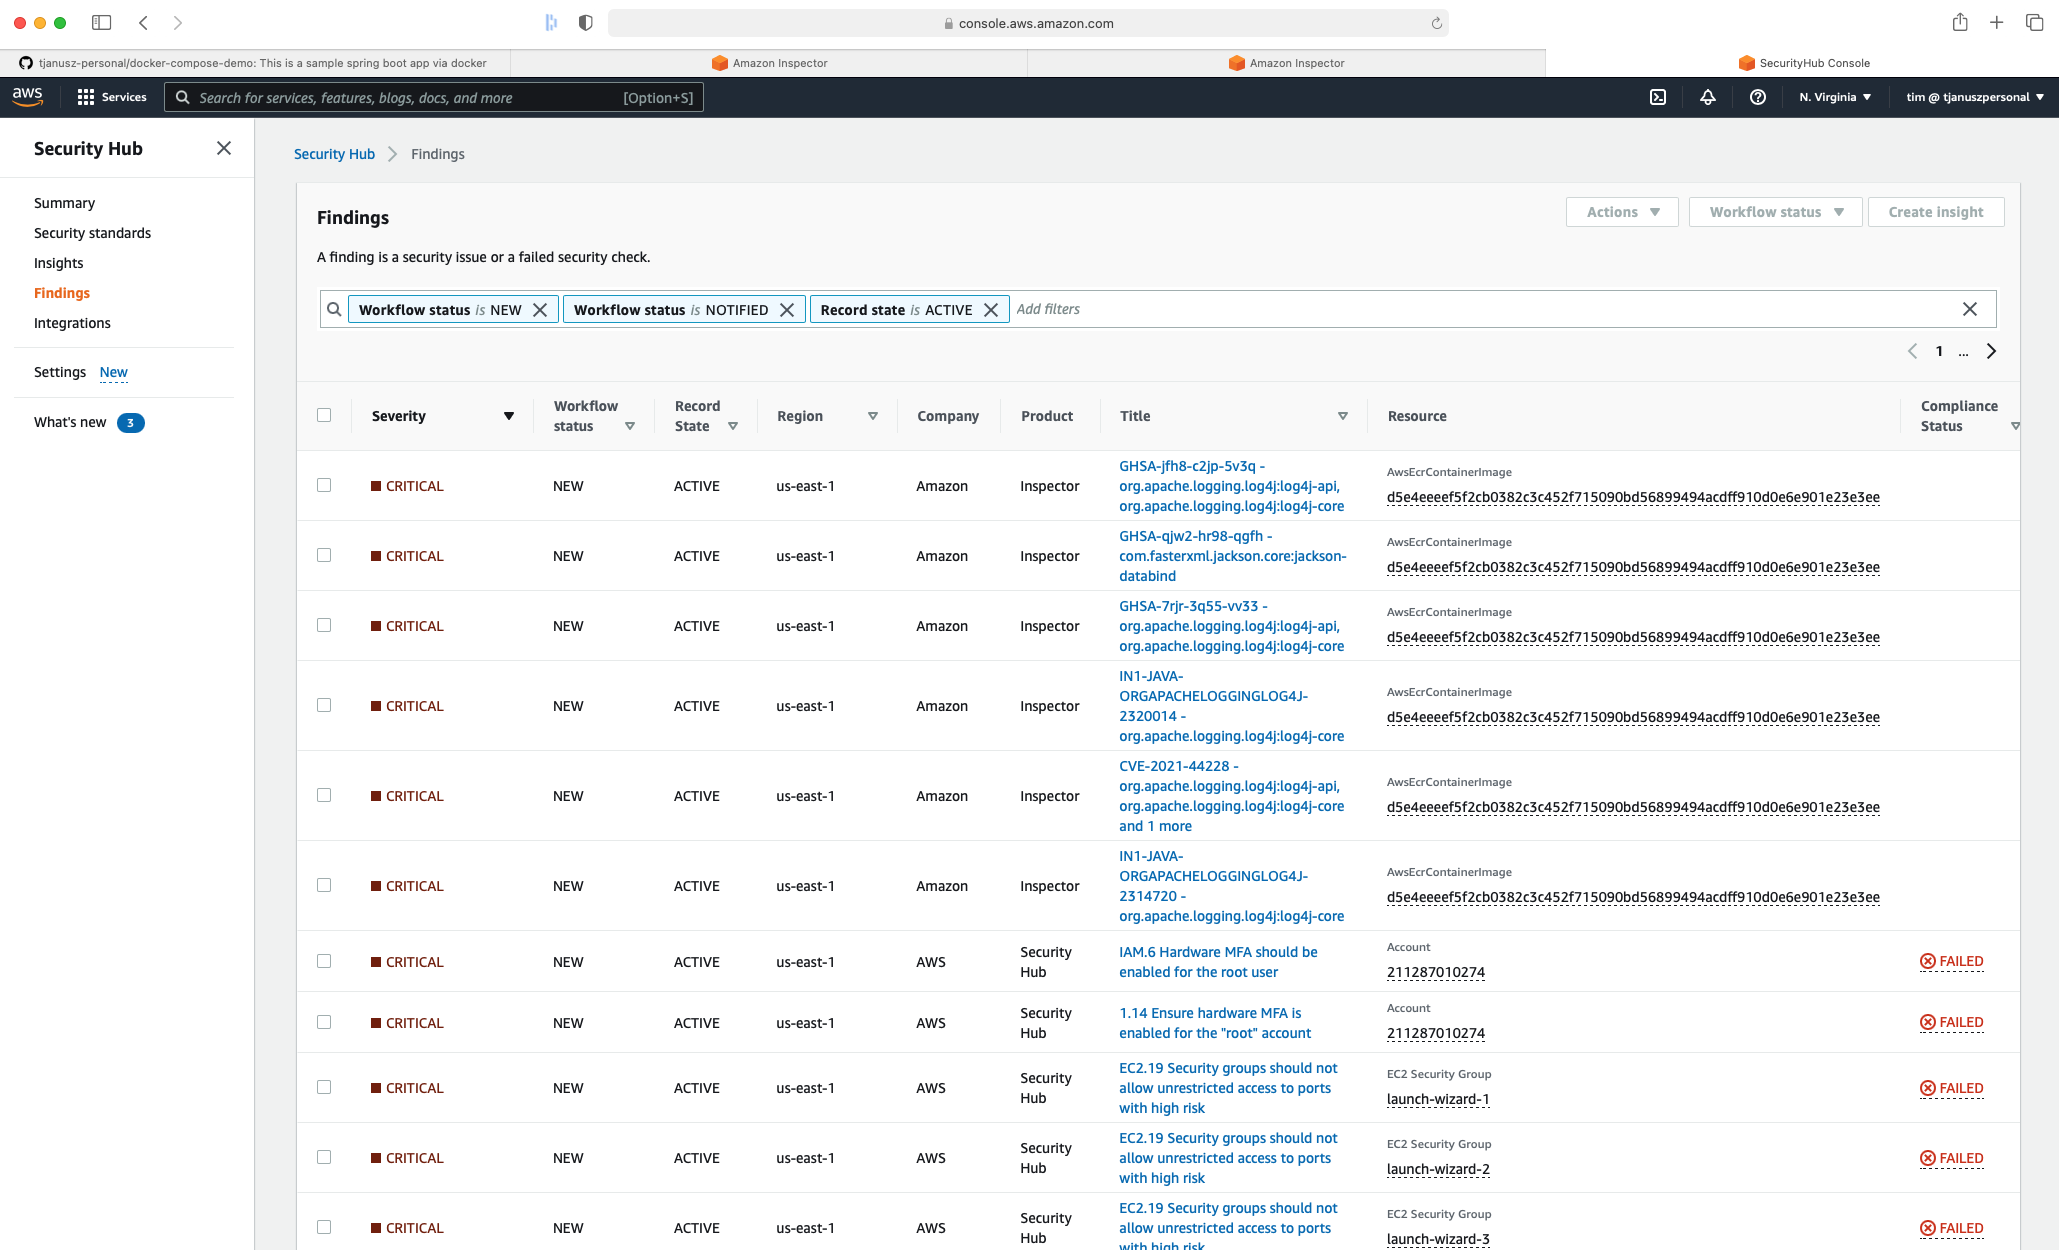 console.aws.amazon.com
tjanusz-personal/docker-compose-demo: This is a sample spring boot app via docker
Amazon Inspector
Amazon Inspector
SecurityHub Console
aws
Services
Search for services, features, blogs, docs, and more
[Option+S]
N. Virginia
tim @ tjanuszpersonal
Security Hub
Summary
Security standards
Insights
Findings
Integrations
Settings New
What's new 3
Security Hub
Findings
Findings
Actions
Workflow status
Create insight
A finding is a security issue or a failed security check.
Workflow status is NEW
Workflow status is NOTIFIED
Record state is ACTIVE
Add filters
1 ...
Severity
Workflow
status
Record
State
Region
Company
Product
Title
Resource
Compliance
Status
CRITICAL
NEW
ACTIVE
us-east-1
Amazon
Inspector
GHSA-jfh8-c2jp-5v3q -
org.apache.logging.log4j:log4j-api,
org.apache.logging.log4j:log4j-core
AwsEcrContainerImage
d5e4eeeef5f2cb0382c3c452f715090bd56899494acdff910d0e6e901e23e3ee
CRITICAL
NEW
ACTIVE
us-east-1
Amazon
Inspector
GHSA-qjw2-hr98-qgfh -
com.fasterxml.jackson.core:jackson-
databind
AwsEcrContainerImage
d5e4eeeef5f2cb0382c3c452f715090bd56899494acdff910d0e6e901e23e3ee
CRITICAL
NEW
ACTIVE
us-east-1
Amazon
Inspector
GHSA-7rjr-3q55-vv33 -
org.apache.logging.log4j:log4j-api,
org.apache.logging.log4j:log4j-core
AwsEcrContainerImage
d5e4eeeef5f2cb0382c3c452f715090bd56899494acdff910d0e6e901e23e3ee
CRITICAL
NEW
ACTIVE
us-east-1
Amazon
Inspector
IN1-JAVA-
ORGAPACHELOGGINGLOG4J-
2320014 -
org.apache.logging.log4j:log4j-core
AwsEcrContainerImage
d5e4eeeef5f2cb0382c3c452f715090bd56899494acdff910d0e6e901e23e3ee
CRITICAL
NEW
ACTIVE
us-east-1
Amazon
Inspector
CVE-2021-44228 -
org.apache.logging.log4j:log4j-api,
org.apache.logging.log4j:log4j-core
and 1 more
AwsEcrContainerImage
d5e4eeeef5f2cb0382c3c452f715090bd56899494acdff910d0e6e901e23e3ee
CRITICAL
NEW
ACTIVE
us-east-1
Amazon
Inspector
IN1-JAVA-
ORGAPACHELOGGINGLOG4J-
2314720 -
org.apache.logging.log4j:log4j-core
AwsEcrContainerImage
d5e4eeeef5f2cb0382c3c452f715090bd56899494acdff910d0e6e901e23e3ee
CRITICAL
NEW
ACTIVE
us-east-1
AWS
Security
Hub
IAM.6 Hardware MFA should be
enabled for the root user
Account
211287010274
FAILED
CRITICAL
NEW
ACTIVE
us-east-1
AWS
Security
Hub
1.14 Ensure hardware MFA is
enabled for the "root" account
Account
211287010274
FAILED
CRITICAL
NEW
ACTIVE
us-east-1
AWS
Security
Hub
EC2.19 Security groups should not
allow unrestricted access to ports
with high risk
EC2 Security Group
launch-wizard-1
FAILED
CRITICAL
NEW
ACTIVE
us-east-1
AWS
Security
Hub
EC2.19 Security groups should not
allow unrestricted access to ports
with high risk
EC2 Security Group
launch-wizard-2
FAILED
CRITICAL
NEW
ACTIVE
us-east-1
AWS
Security
Hub
EC2.19 Security groups should not
allow unrestricted access to ports
with high risk
EC2 Security Group
launch-wizard-3
FAILED